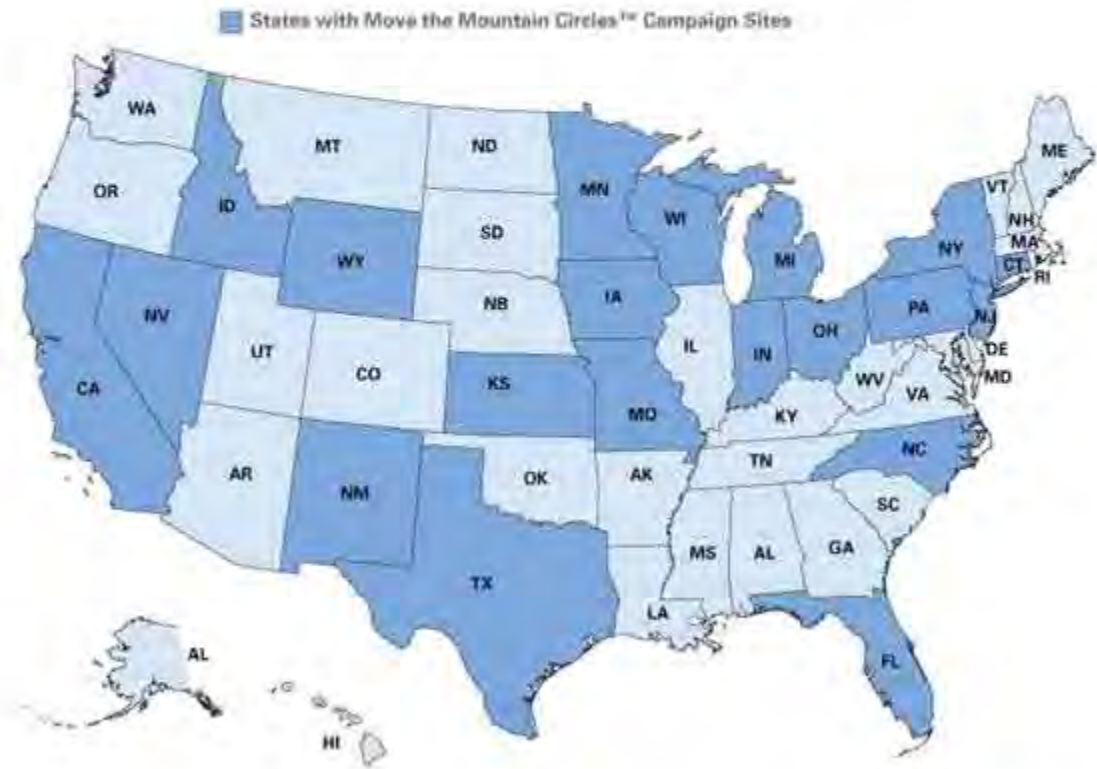 States with Move the Mountain Circles™ Campaign Sites
WA
MT
ND
ME
OR
ID
MN
VT
NH
SD
WI
NY
MA
WY
MI
CT
RI
NB
IA
PA
NV
NJ
UT
IL
IN
OH
DE
CO
KS
WV
MD
CA
MO
KY
VA
AR
NM
OK
AK
TN
NC
SC
TX
MS
AL
GA
LA
AL
FL
HI